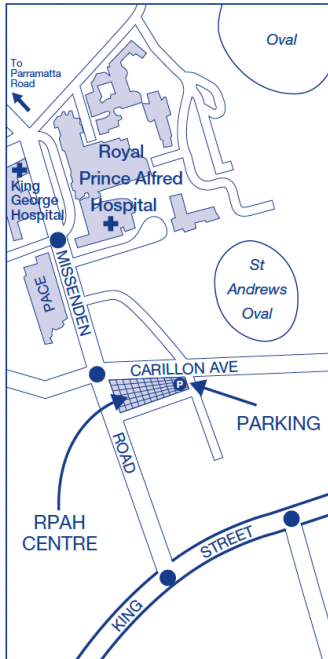 Oval
To
Parramatta
Road
Royal
Prince Alfred
Hospital
King
George
Hospital
MISSENDEN
PACE
St
Andrews
Oval
CARILLON AVE
P
PARKING
ROAD
RPAH
CENTRE
KING
STREET